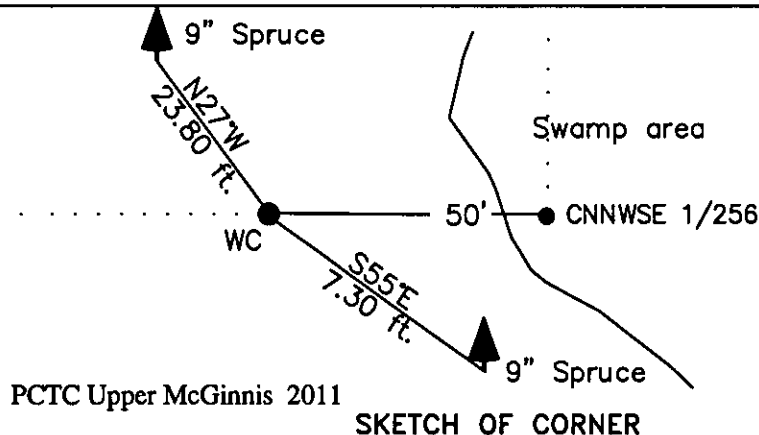 9" Spruce
N27°W
23.80 ft.
Swamp area
50'
CNNWSE 1/256
WC
S55°E
7.30 ft.
9" Spruce
PCTC Upper McGinnis 2011
SKETCH OF CORNER